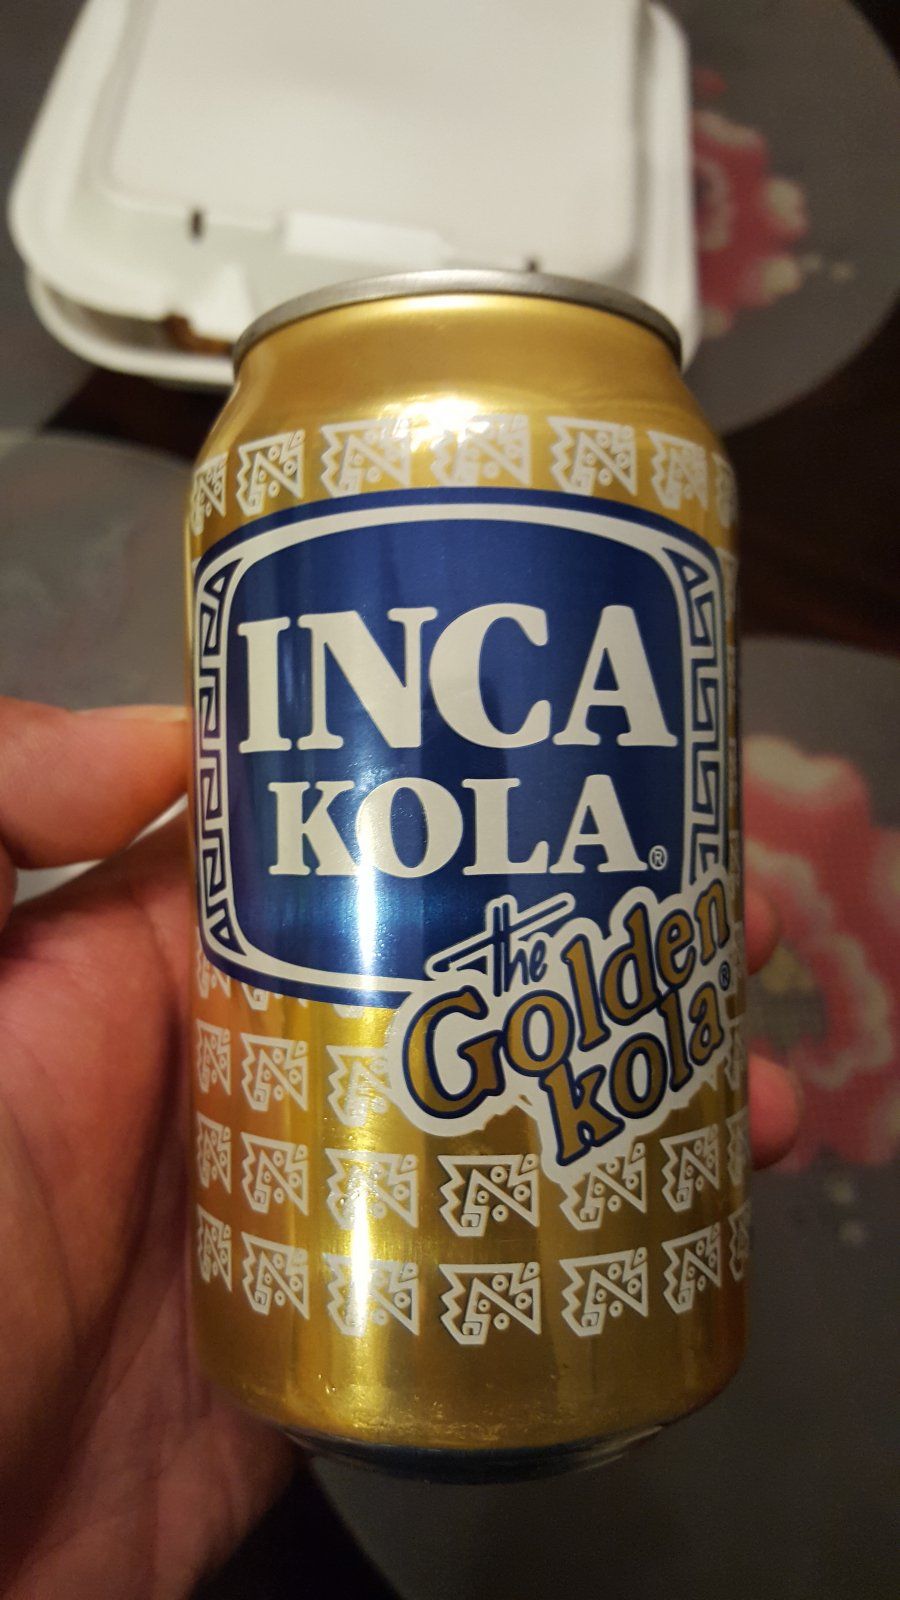 INCA
KOLA®
the
Golden
kola®